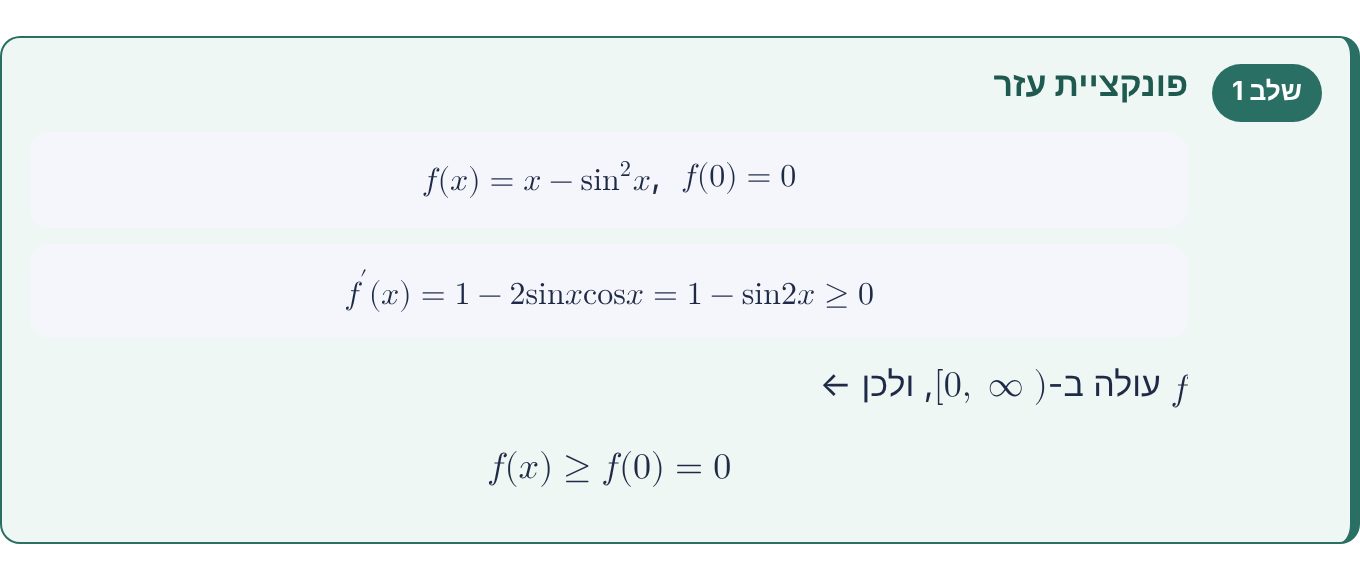 שלב 1
פונקציית עזר
f(x) = x − sin²x, f(0) = 0
f′(x) = 1 − 2sinxcosx = 1 − sin2x ≥ 0
f עולה ב-[0, ∞), ולכן ←
f(x) ≥ f(0) = 0